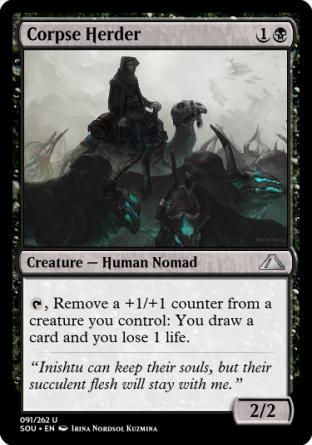 Corpse Herder 1
Creature — Human Nomad
, Remove a +1/+1 counter from a
creature you control: You draw a
card and you lose 1 life.
“Inishtu can keep their souls, but their
succulent flesh will stay with me.”
2/2
091/262 U
SOU • EN Irina Nordsol Kuzmina